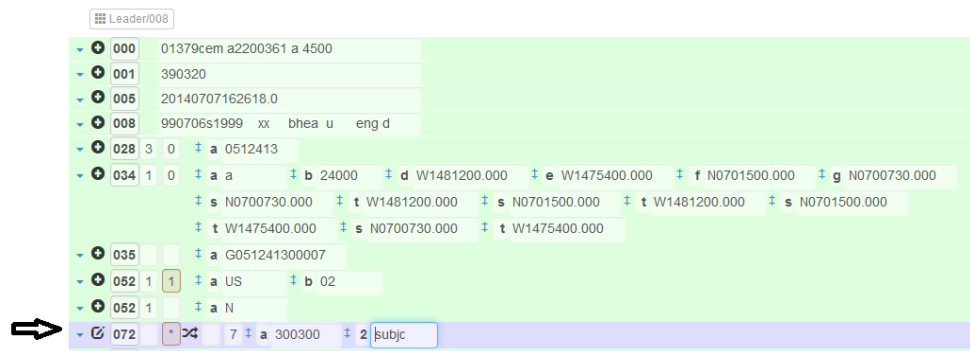 Leader/008
000 01379cem a2200361 a 4500
001 390320
005 20140707162618.0
008 990706s1999 xx bhea u eng d
028 3 0 ‡ a 0512413
034 1 0 ‡ a a ‡ b 24000 ‡ d W1481200.000 ‡ e W1475400.000 ‡ f N0701500.000 ‡ g N0700730.000
‡ s N0700730.000 ‡ t W1481200.000 ‡ s N0701500.000 ‡ t W1481200.000 ‡ s N0701500.000
‡ t W1475400.000 ‡ s N0700730.000 ‡ t W1475400.000
035 ‡ a G051241300007
052 1 1 ‡ a US ‡ b 02
052 1 ‡ a N
072 * 7 ‡ a 300300 ‡ 2 subjc